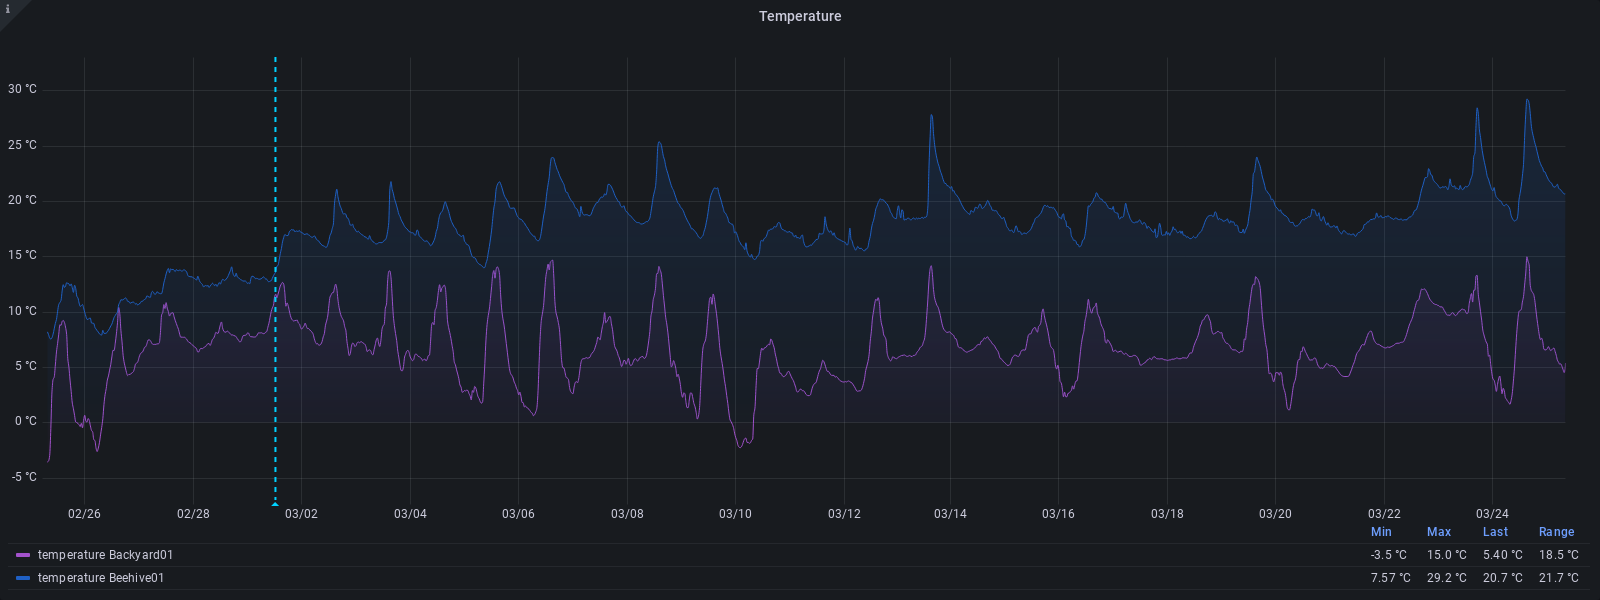 i
Temperature
30 °C
25 °C
20 °C
15 °C
10 °C
5 °C
0 °C
-5 °C
02/26 02/28 03/02 03/04 03/06 03/08 03/10 03/12 03/14 03/16 03/18 03/20 03/22 03/24
Min Max Last Range
temperature Backyard01 -3.5 °C 15.0 °C 5.40 °C 18.5 °C
temperature Beehive01 7.57 °C 29.2 °C 20.7 °C 21.7 °C